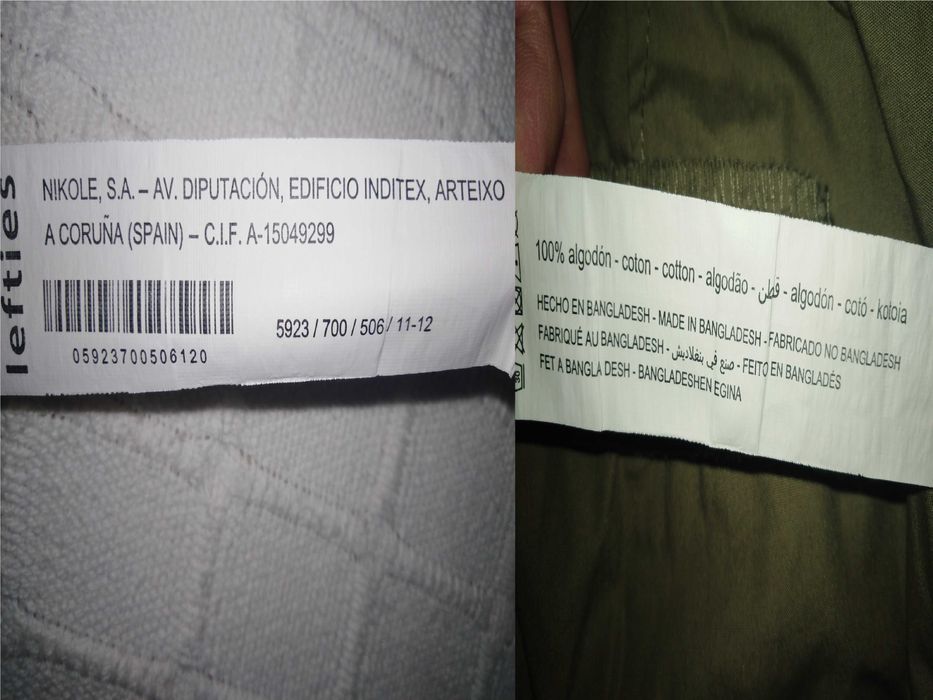 lefties
NIKOLE, S.A. – AV. DIPUTACIÓN, EDIFICIO INDITEX, ARTEIXO
A CORUÑA (SPAIN) – C.I.F. A-15049299
5923 / 700 / 506 / 11-12
05923700506120
100% algodón - coton - cotton - algodão - قطن - algodón - cotó - kotoia
HECHO EN BANGLADESH - MADE IN BANGLADESH - FABRICADO NO BANGLADESH
FABRIQUÉ AU BANGLADESH - صنع في بنغلاديش - FEITO EN BANGLADÉS
FET A BANGLA DESH - BANGLADESHEN EGINA